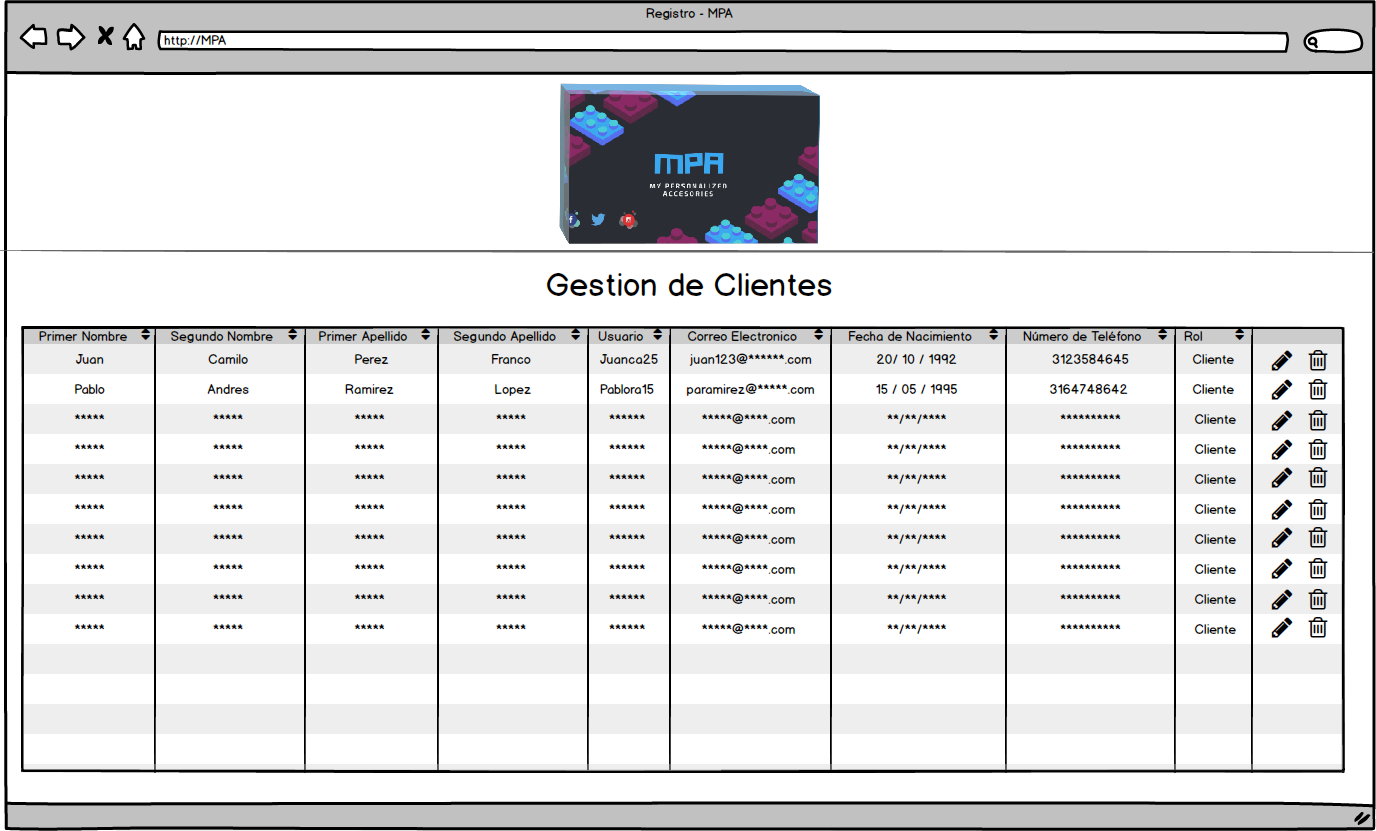 Registro - MPA
http://MPA
MPA
MY PERSONALIZED
ACCESORIES
Gestion de Clientes
Primer Nombre Segundo Nombre Primer Apellido Segundo Apellido Usuario Correo Electronico Fecha de Nacimiento Número de Teléfono Rol
Juan Camilo Perez Franco Juanca25 juan123@******.com 20/ 10 / 1992 3123584645 Cliente
Pablo Andres Ramirez Lopez Pablora15 paramirez@*****.com 15 / 05 / 1995 3164748642 Cliente
***** ***** ***** ***** ****** *****@****.com **/**/**** ********** Cliente
***** ***** ***** ***** ****** *****@****.com **/**/**** ********** Cliente
***** ***** ***** ***** ****** *****@****.com **/**/**** ********** Cliente
***** ***** ***** ***** ****** *****@****.com **/**/**** ********** Cliente
***** ***** ***** ***** ****** *****@****.com **/**/**** ********** Cliente
***** ***** ***** ***** ****** *****@****.com **/**/**** ********** Cliente
***** ***** ***** ***** ****** *****@****.com **/**/**** ********** Cliente
***** ***** ***** ***** ****** *****@****.com **/**/**** ********** Cliente